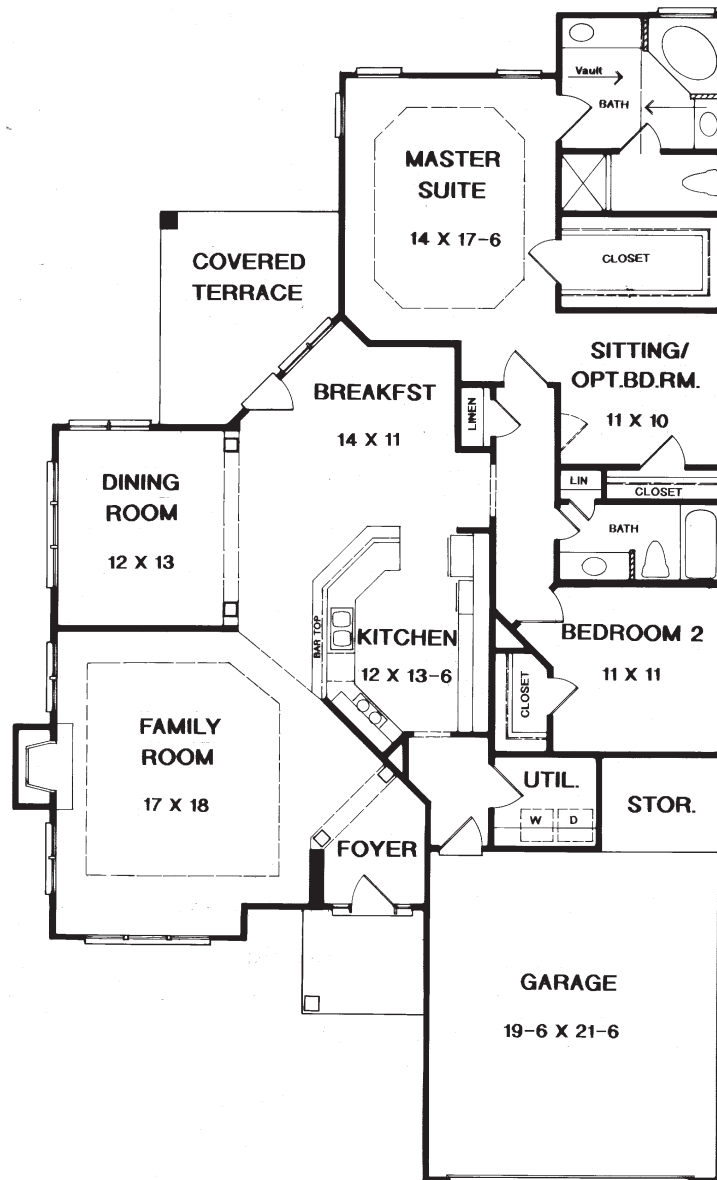 Vault
BATH
MASTER
SUITE
14 X 17-6
CLOSET
COVERED
TERRACE
SITTING/
OPT.BD.RM.
11 X 10
BREAKFST
14 X 11
LINEN
LIN
CLOSET
DINING
ROOM
12 X 13
BATH
BAR TOP
KITCHEN
12 X 13-6
BEDROOM 2
11 X 11
CLOSET
FAMILY
ROOM
17 X 18
UTIL.
W
D
STOR.
FOYER
GARAGE
19-6 X 21-6